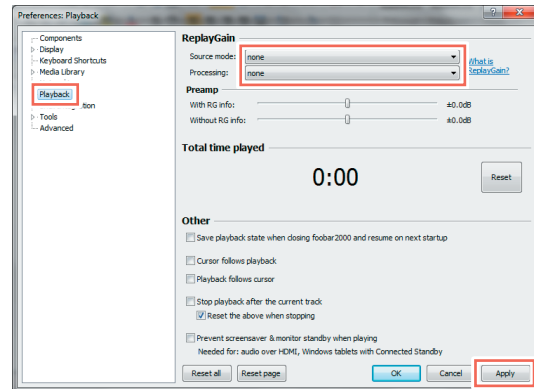 Preferences: Playback
Components
Display
Keyboard Shortcuts
Media Library
Playback
tion
Tools
Advanced
ReplayGain
Source mode: none
Processing: none
What is
ReplayGain?
Preamp
With RG info: ±0.0dB
Without RG info: ±0.0dB
Total time played
0:00
Reset
Other
Save playback state when closing foobar2000 and resume on next startup
Cursor follows playback
Playback follows cursor
Stop playback after the current track
Reset the above when stopping
Prevent screensaver & monitor standby when playing
Needed for: audio over HDMI, Windows tablets with Connected Standby
Reset all Reset page OK Cancel Apply